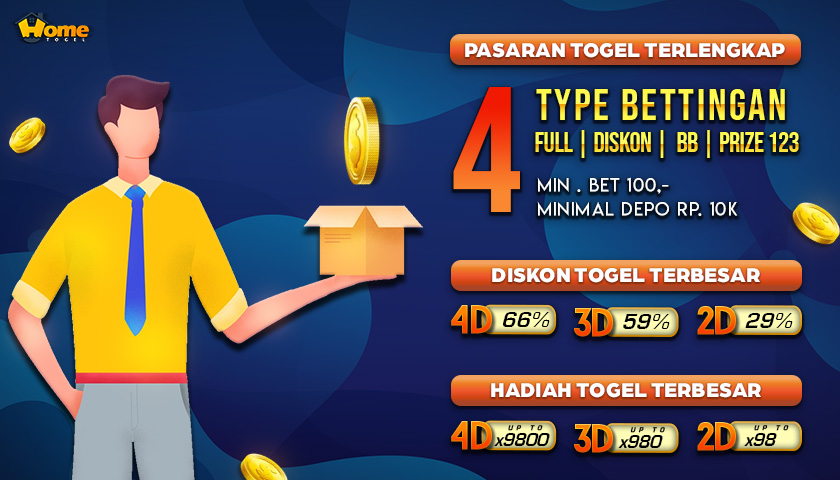 Home
TOGEL
PASARAN TOGEL TERLENGKAP
4
TYPE BETTINGAN
FULL | DISKON | BB | PRIZE 123
MIN . BET 100,-
MINIMAL DEPO RP. 10K
DISKON TOGEL TERBESAR
4D 66% 3D 59% 2D 29%
HADIAH TOGEL TERBESAR
4D UP TO x9800 3D UP TO x980 2D UP TO x98